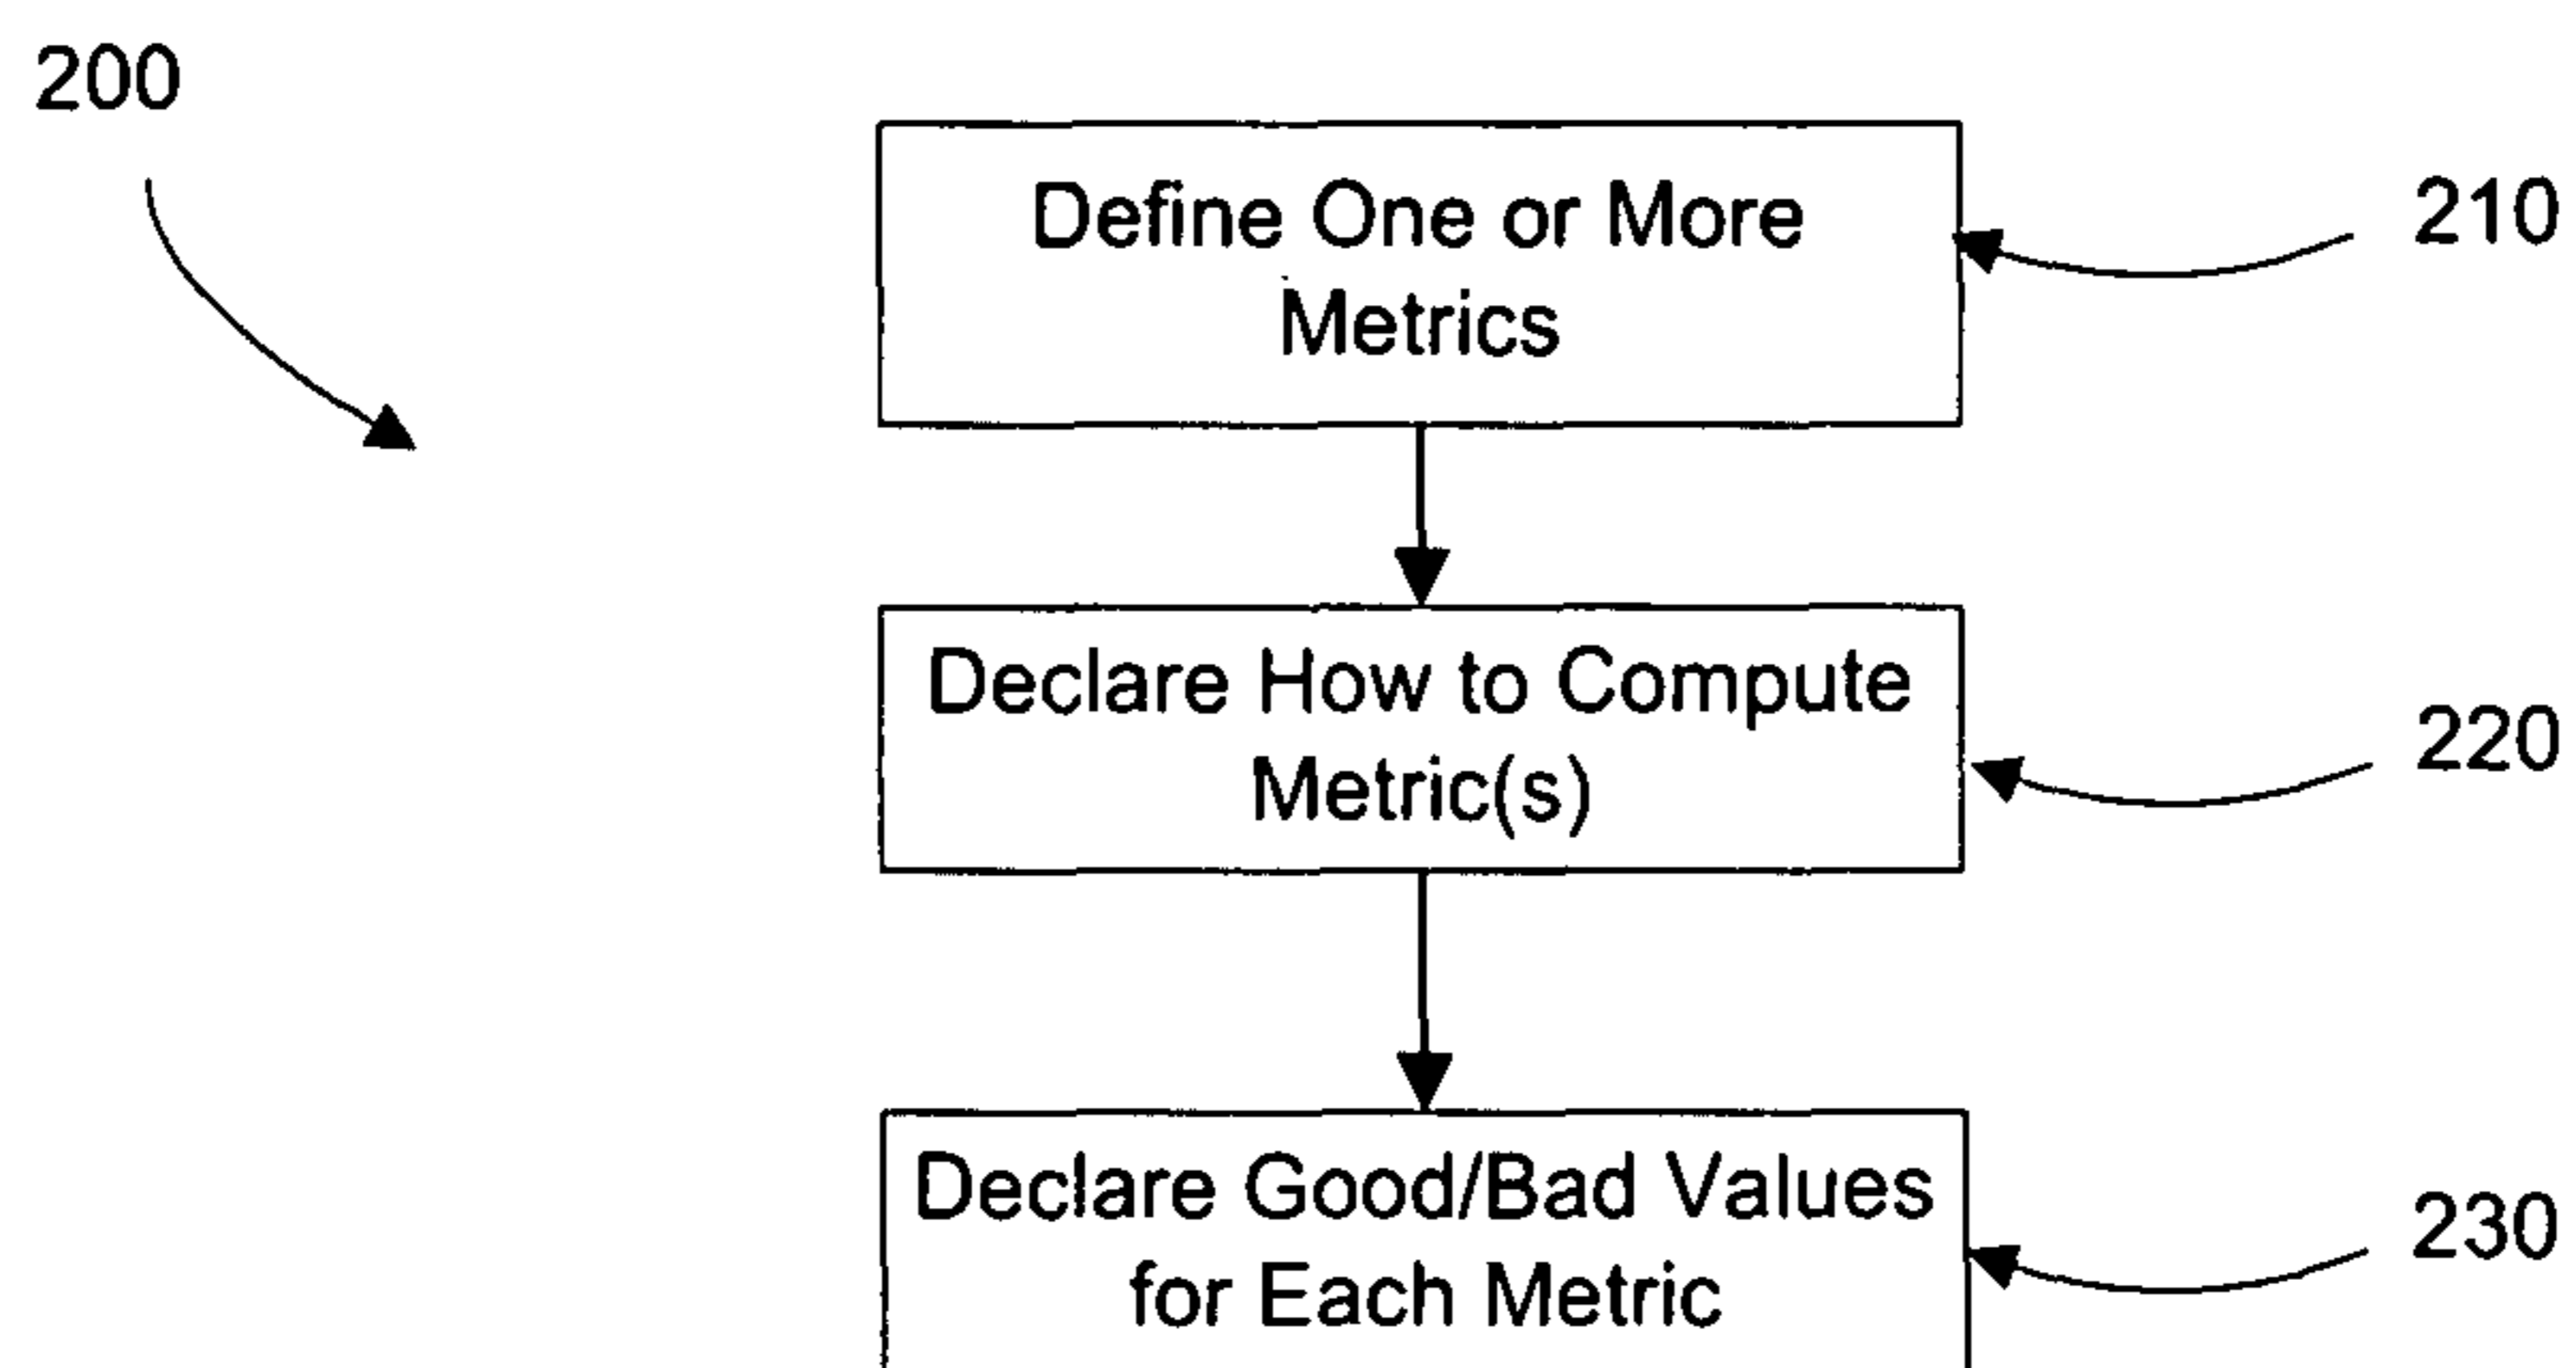 200
Define One or More
Metrics
210
Declare How to Compute
Metric(s)
220
Declare Good/Bad Values
for Each Metric
230